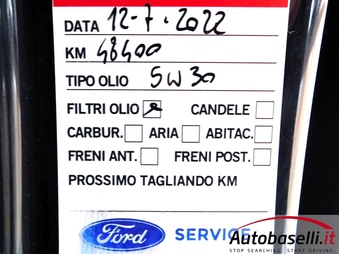 DATA 12-7-2022
KM 48400
TIPO OLIO 5W30
FILTRI OLIO CANDELE
CARBUR. ARIA ABITAC.
FRENI ANT. FRENI POST.
PROSSIMO TAGLIANDO KM
Ford SERVICE
Autobaselli.it
STOP SEARCHING. START DRIVING.